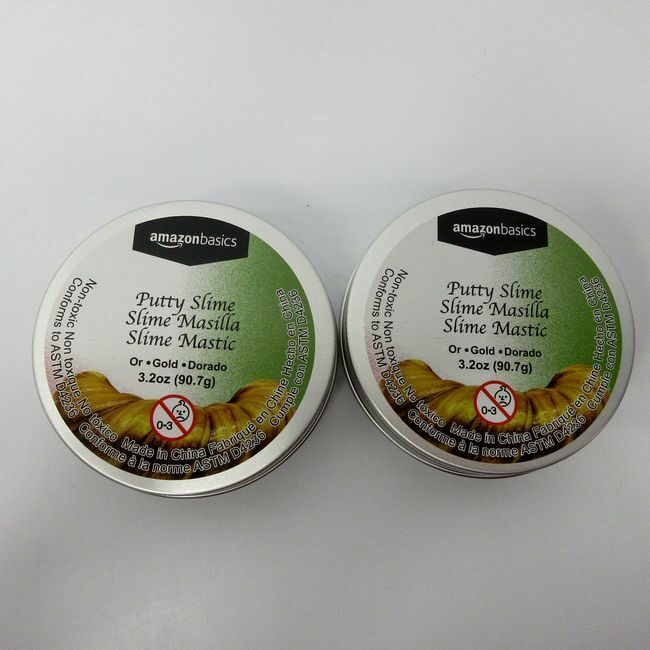 amazonbasics
Putty Slime
Slime Masilla
Slime Mastic
Or • Gold • Dorado
3.2oz (90.7g)
0-3
Non-toxic Non toxique No tóxico Made in China Fabriqué en Chine Hecho en China
Conforms to ASTM D4236 Conforme à la norme ASTM D4236 Cumple con ASTM D4236
amazonbasics
Putty Slime
Slime Masilla
Slime Mastic
Or • Gold • Dorado
3.2oz (90.7g)
0-3
Non-toxic Non toxique No tóxico Made in China Fabriqué en Chine Hecho en China
Conforms to ASTM D4236 Conforme à la norme ASTM D4236 Cumple con ASTM D4236